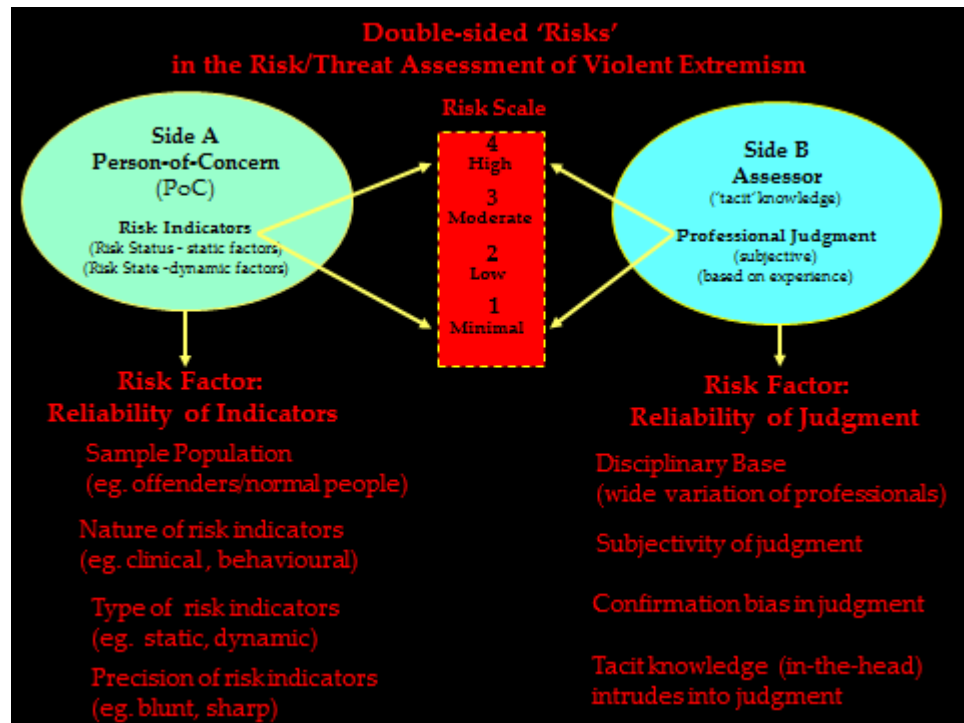 Double-sided ‘Risks’
in the Risk/Threat Assessment of Violent Extremism
Side A
Person-of-Concern
(PoC)
Risk Indicators
(Risk Status - static factors)
(Risk State -dynamic factors)
Risk Scale
4
High
3
Moderate
2
Low
1
Minimal
Side B
Assessor
(‘tacit’ knowledge)
Professional Judgment
(subjective)
(based on experience)
Risk Factor:
Reliability of Indicators
Sample Population
(eg. offenders/normal people)
Nature of risk indicators
(eg. clinical , behavioural)
Type of risk indicators
(eg. static, dynamic)
Precision of risk indicators
(eg. blunt, sharp)
Risk Factor:
Reliability of Judgment
Disciplinary Base
(wide variation of professionals)
Subjectivity of judgment
Confirmation bias in judgment
Tacit knowledge (in-the-head)
intrudes into judgment